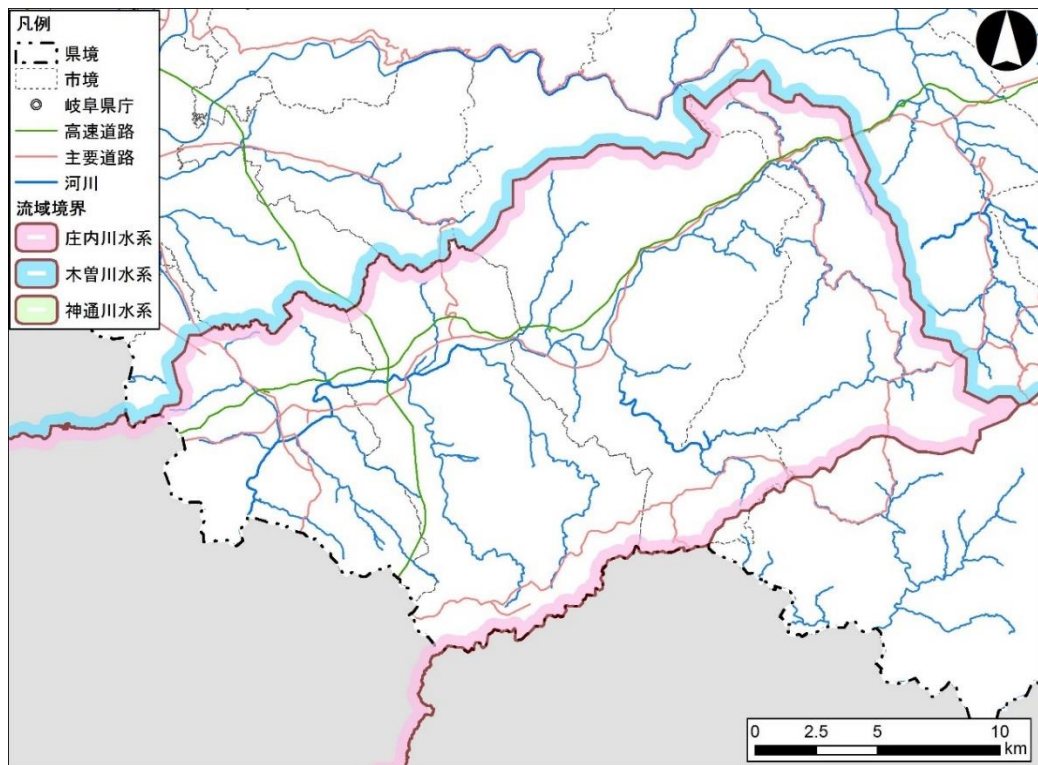 凡例
県境
市境
岐阜県庁
高速道路
主要道路
河川
流域境界
庄内川水系
木曽川水系
神通川水系
0 2.5 5 10
km